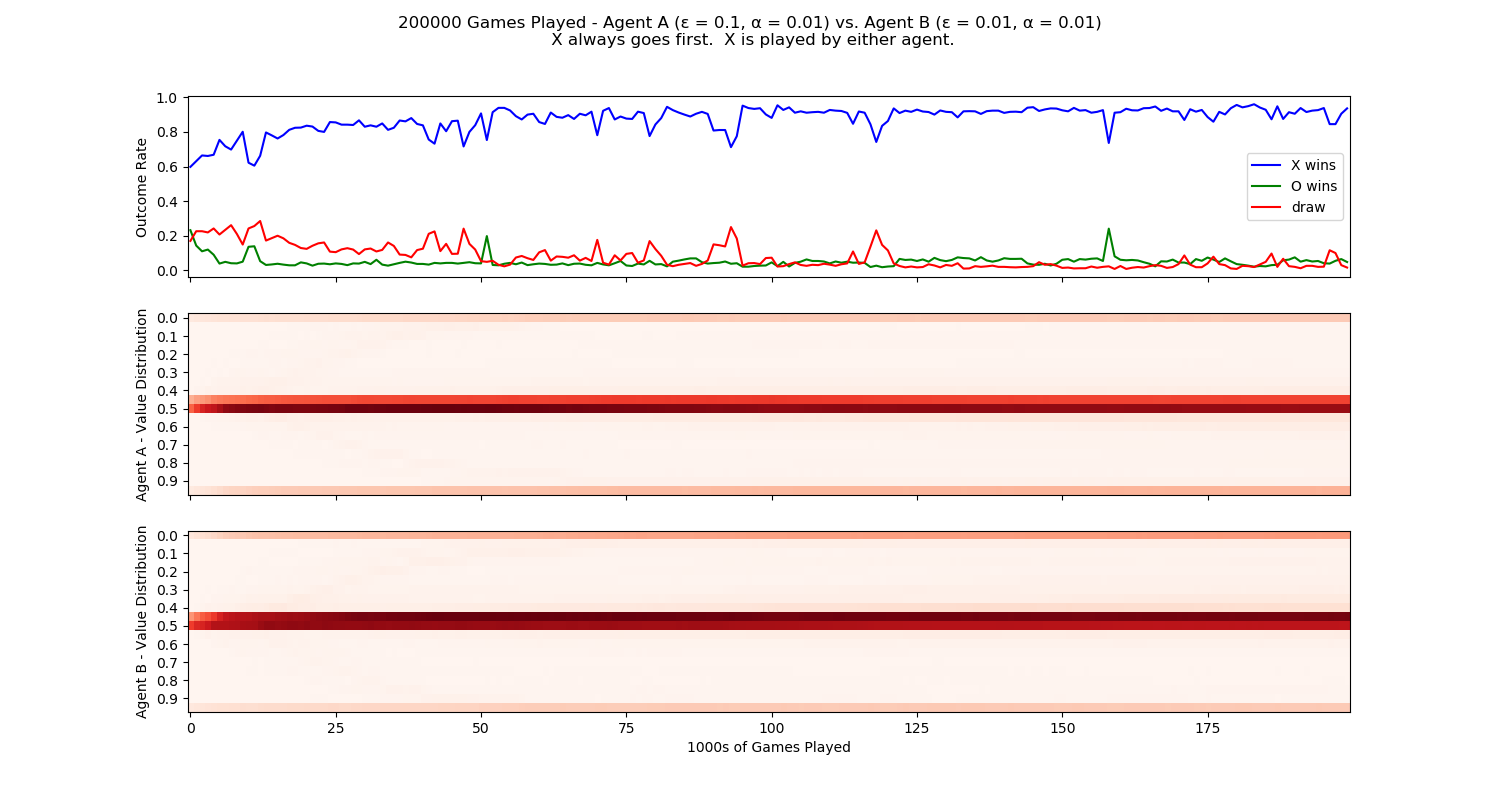 200000 Games Played - Agent A (ε = 0.1, α = 0.01) vs. Agent B (ε = 0.01, α = 0.01)
X always goes first.  X is played by either agent.
Outcome Rate
1.0
0.8
0.6
0.4
0.2
0.0
X wins
O wins
draw
Agent A - Value Distribution
0.0
0.1
0.2
0.3
0.4
0.5
0.6
0.7
0.8
0.9
Agent B - Value Distribution
0.0
0.1
0.2
0.3
0.4
0.5
0.6
0.7
0.8
0.9
0 25 50 75 100 125 150 175
1000s of Games Played